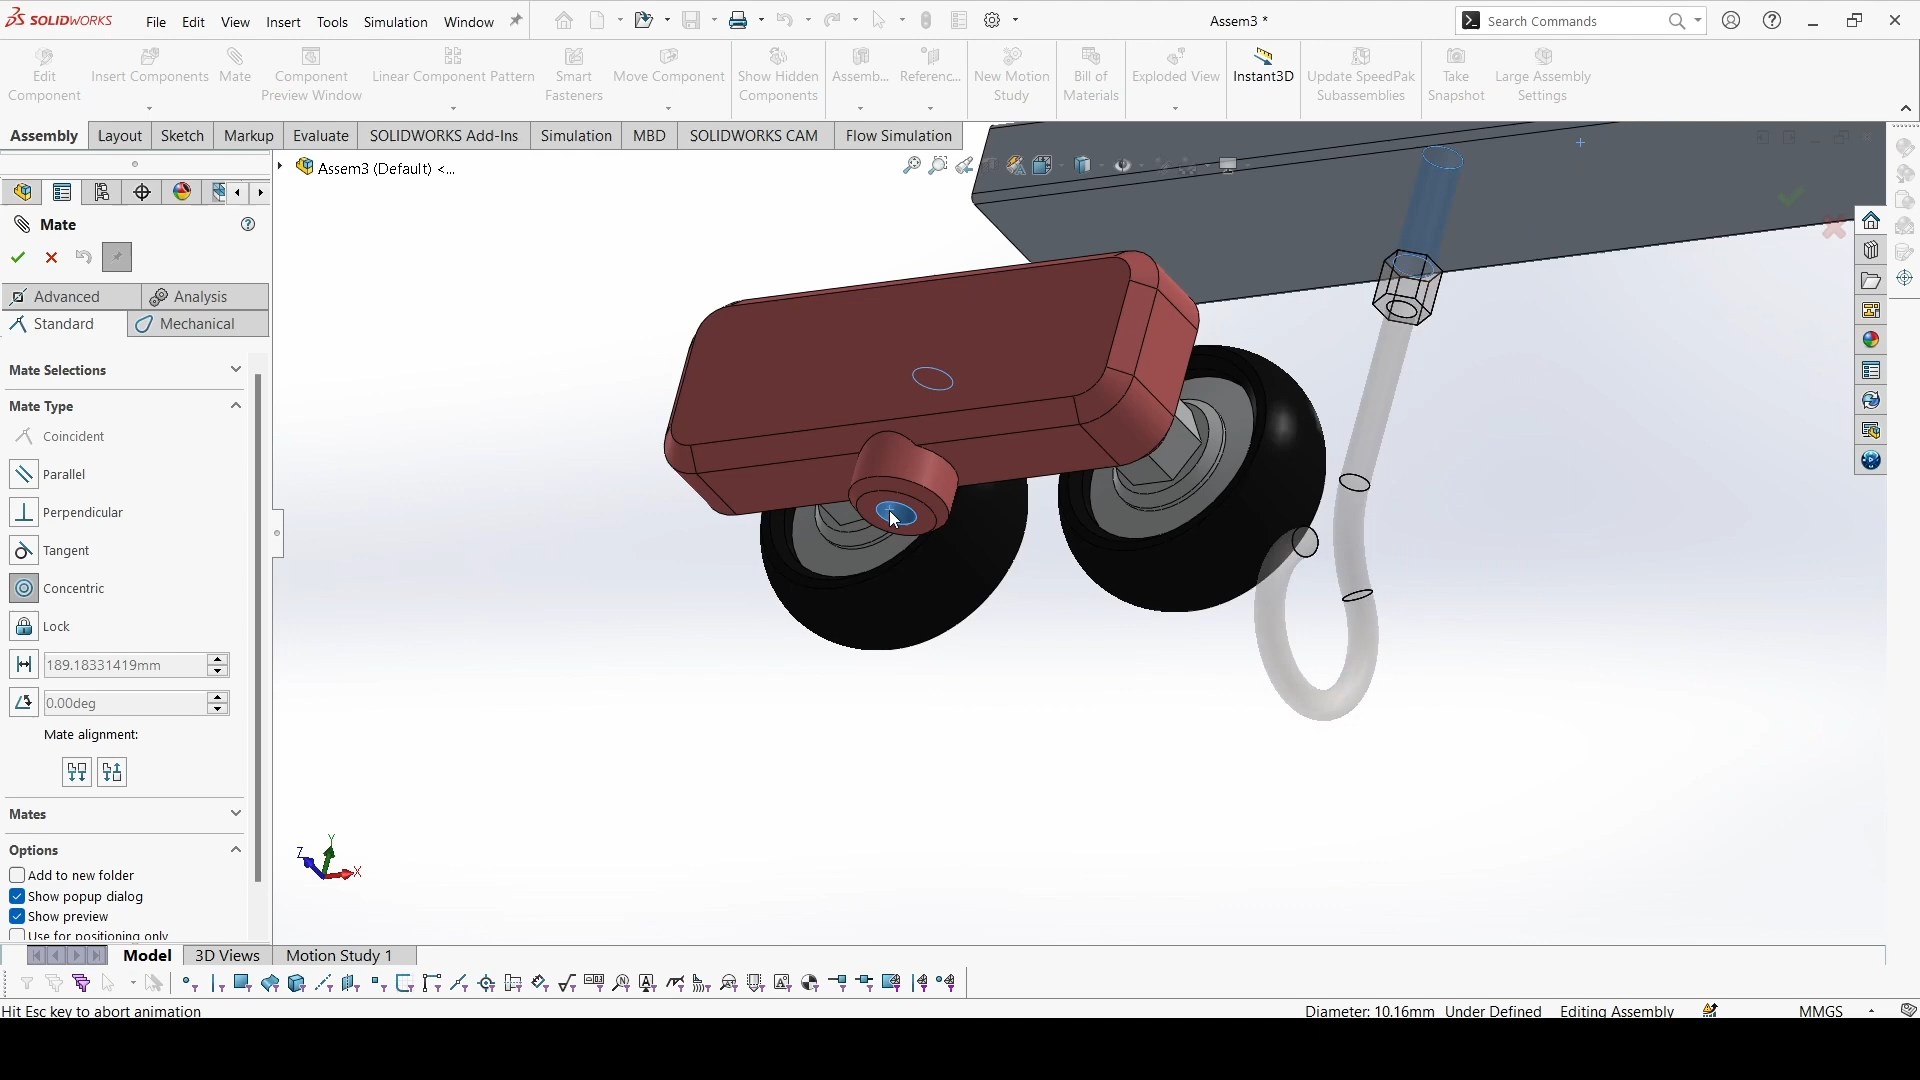 SOLIDWORKS File Edit View Insert Tools Simulation Window Assem3 * Search Commands
Edit Component
Insert Components
Mate
Component Preview Window
Linear Component Pattern
Smart Fasteners
Move Component
Show Hidden Components
Assemb...
Referenc...
New Motion Study
Bill of Materials
Exploded View
Instant3D
Update SpeedPak Subassemblies
Take Snapshot
Large Assembly Settings
Assembly Layout Sketch Markup Evaluate SOLIDWORKS Add-Ins Simulation MBD SOLIDWORKS CAM Flow Simulation
Assem3 (Default) <...
Mate
Advanced Analysis
Standard Mechanical
Mate Selections
Mate Type
Coincident
Parallel
Perpendicular
Tangent
Concentric
Lock
189.18331419mm
0.00deg
Mate alignment:
Mates
Options
Add to new folder
Show popup dialog
Show preview
Use for positioning only
Y
Z
X
Model 3D Views Motion Study 1
Hit Esc key to abort animation Diameter: 10.16mm Under Defined Editing Assembly MMGS